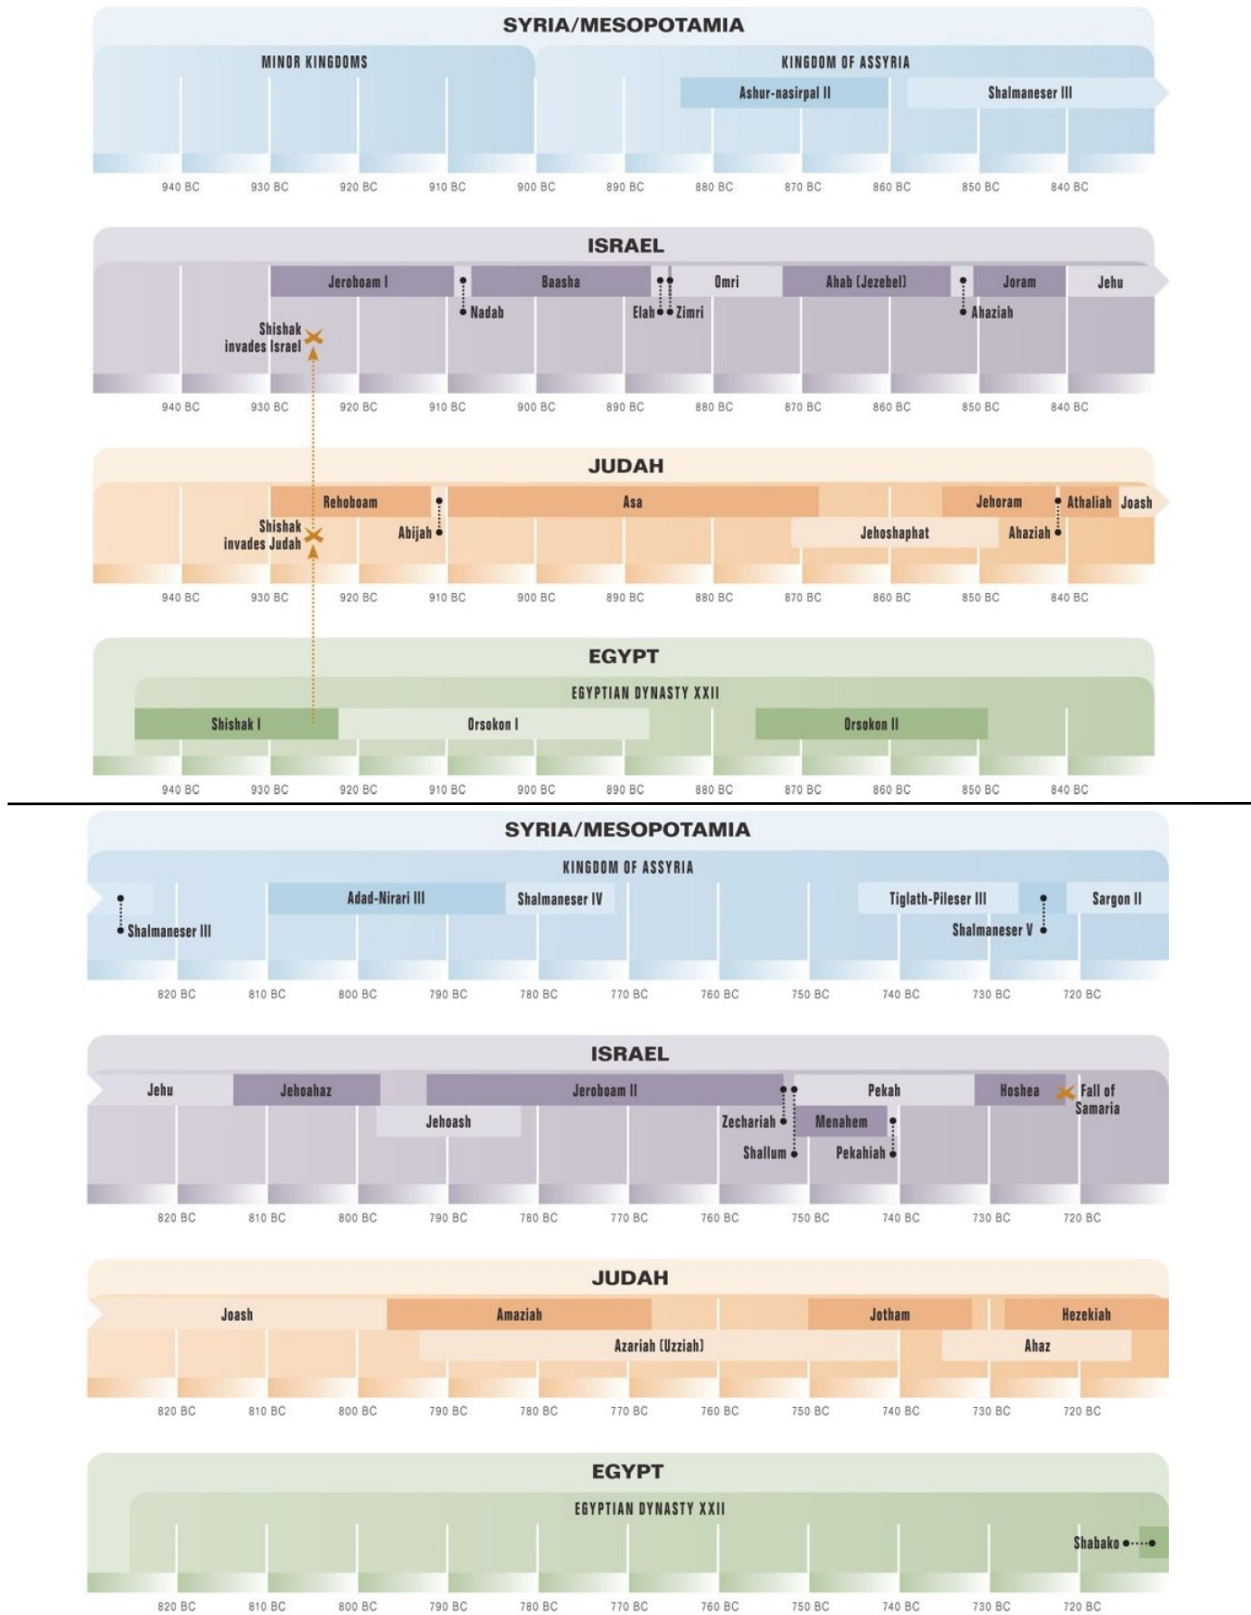 SYRIA/MESOPOTAMIA
MINOR KINGDOMS
KINGDOM OF ASSYRIA
Ashur-nasirpal II
Shalmaneser III
940 BC 930 BC 920 BC 910 BC 900 BC 890 BC 880 BC 870 BC 860 BC 850 BC 840 BC
ISRAEL
Jeroboam I
Baasha
Omri
Ahab (Jezebel)
Joram
Jehu
Nadab
Elah
Zimri
Ahaziah
Shishak
invades Israel
940 BC 930 BC 920 BC 910 BC 900 BC 890 BC 880 BC 870 BC 860 BC 850 BC 840 BC
JUDAH
Rehoboam
Asa
Jehoram
Athaliah
Joash
Shishak
invades Judah
Abijah
Jehoshaphat
Ahaziah
940 BC 930 BC 920 BC 910 BC 900 BC 890 BC 880 BC 870 BC 860 BC 850 BC 840 BC
EGYPT
EGYPTIAN DYNASTY XXII
Shishak I
Orsokon I
Orsokon II
940 BC 930 BC 920 BC 910 BC 900 BC 890 BC 880 BC 870 BC 860 BC 850 BC 840 BC
SYRIA/MESOPOTAMIA
KINGDOM OF ASSYRIA
Adad-Nirari III
Shalmaneser IV
Tiglath-Pileser III
Sargon II
Shalmaneser III
Shalmaneser V
820 BC 810 BC 800 BC 790 BC 780 BC 770 BC 760 BC 750 BC 740 BC 730 BC 720 BC
ISRAEL
Jehu
Jehoahaz
Jeroboam II
Pekah
Hoshea
Fall of
Samaria
Jehoash
Zechariah
Menahem
Shallum
Pekahiah
820 BC 810 BC 800 BC 790 BC 780 BC 770 BC 760 BC 750 BC 740 BC 730 BC 720 BC
JUDAH
Joash
Amaziah
Jotham
Hezekiah
Azariah (Uzziah)
Ahaz
820 BC 810 BC 800 BC 790 BC 780 BC 770 BC 760 BC 750 BC 740 BC 730 BC 720 BC
EGYPT
EGYPTIAN DYNASTY XXII
Shabako
820 BC 810 BC 800 BC 790 BC 780 BC 770 BC 760 BC 750 BC 740 BC 730 BC 720 BC